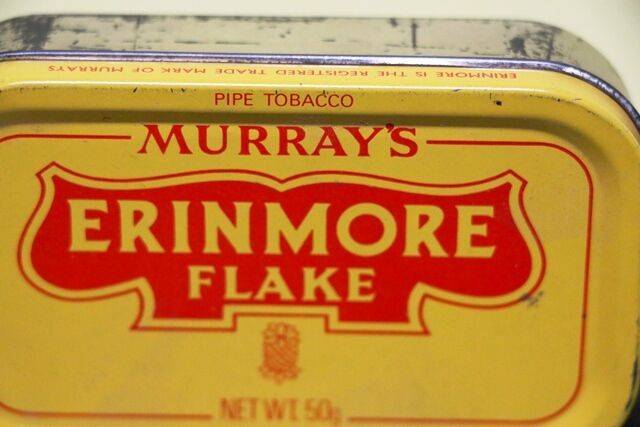 ERINMORE IS THE REGISTERED TRADE MARK OF MURRAYS
PIPE TOBACCO
MURRAY'S
ERINMORE
FLAKE
NET WT. 50g